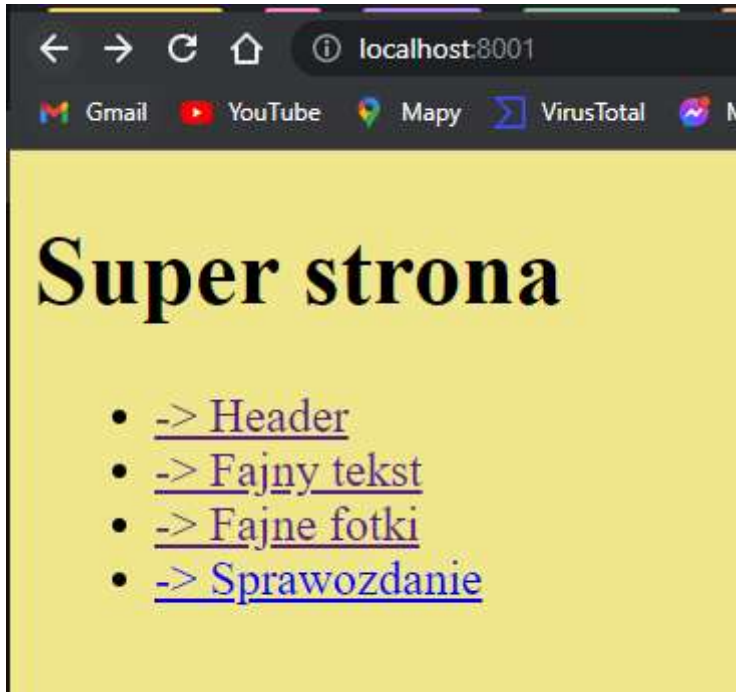 localhost:8001
Gmail YouTube Mapy VirusTotal
Super strona
-> Header
-> Fajny tekst
-> Fajne fotki
-> Sprawozdanie